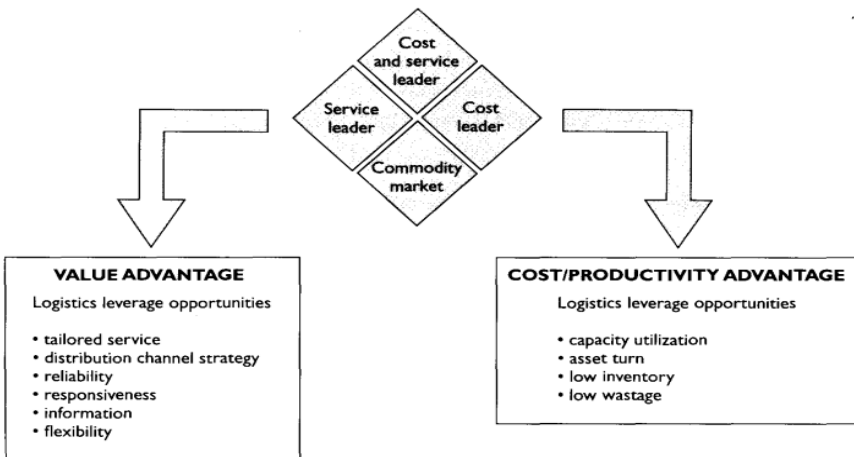 Cost
and service
leader
Service
leader
Cost
leader
Commodity
market
VALUE ADVANTAGE
Logistics leverage opportunities
• tailored service
• distribution channel strategy
• reliability
• responsiveness
• information
• flexibility
COST/PRODUCTIVITY ADVANTAGE
Logistics leverage opportunities
• capacity utilization
• asset turn
• low inventory
• low wastage